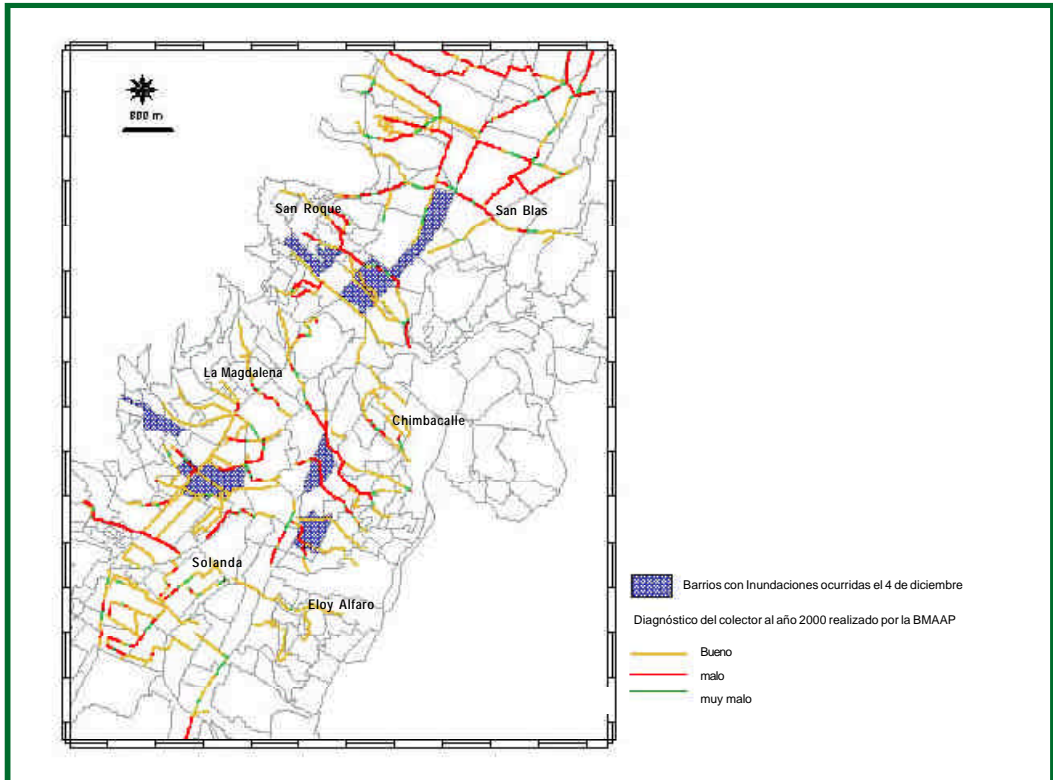 800 m
San Roque
San Blas
La Magdalena
Chimbacalle
Solanda
Eloy Alfaro
Barrios con Inundaciones ocurridas el 4 de diciembre
Diagnóstico del colector al año 2000 realizado por la BMAAP
Bueno
malo
muy malo